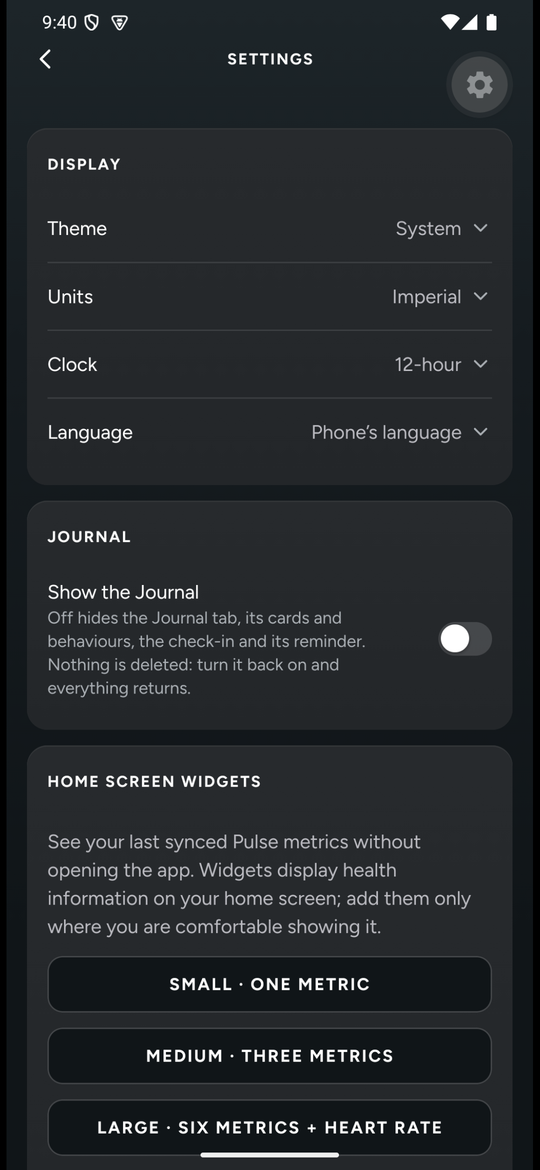 9:40
SETTINGS
DISPLAY
Theme System
Units Imperial
Clock 12-hour
Language Phone’s language
JOURNAL
Show the Journal
Off hides the Journal tab, its cards and
behaviours, the check-in and its reminder.
Nothing is deleted: turn it back on and
everything returns.
HOME SCREEN WIDGETS
See your last synced Pulse metrics without
opening the app. Widgets display health
information on your home screen; add them only
where you are comfortable showing it.
SMALL · ONE METRIC
MEDIUM · THREE METRICS
LARGE · SIX METRICS + HEART RATE